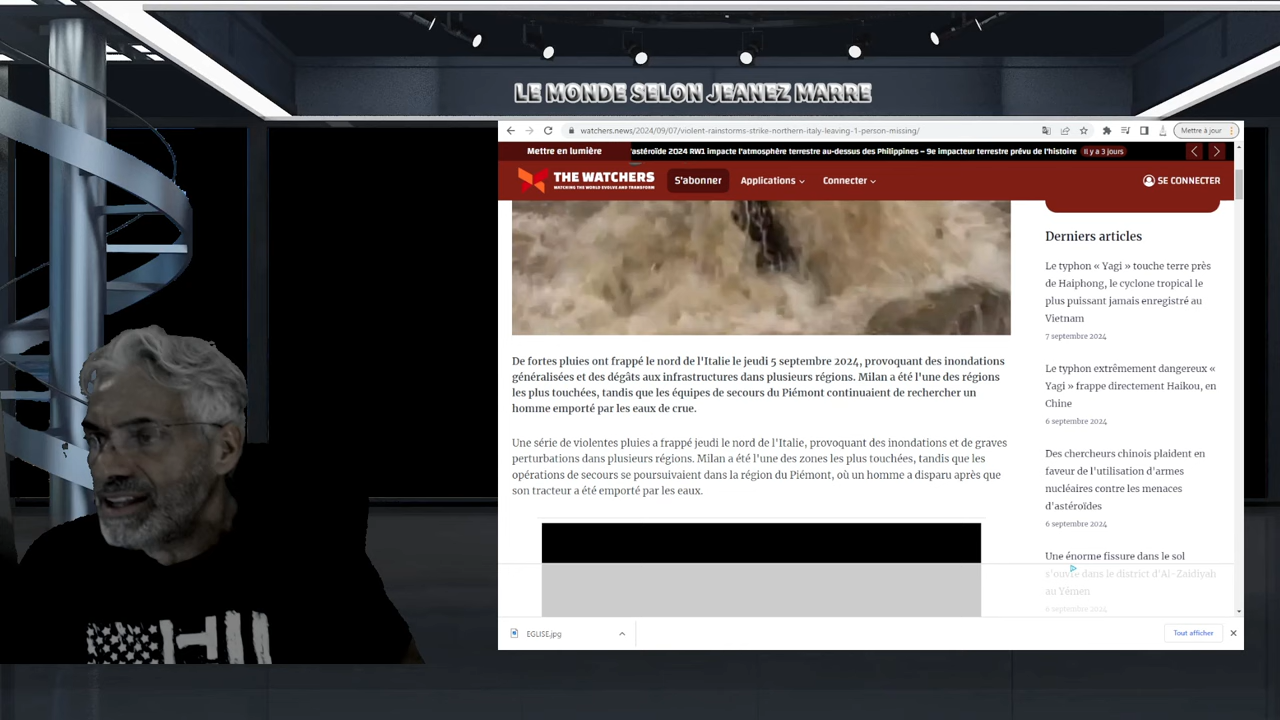 LE MONDE SELON JEANEZ MARRE
watchers.news/2024/09/07/violent-rainstorms-strike-northern-italy-leaving-1-person-missing/
Mettre à jour
Mettre en lumière
'astéroïde 2024 RW1 impacte l'atmosphère terrestre au-dessus des Philippines – 9e impacteur terrestre prévu de l'histoire
Il y a 3 jours
THE WATCHERS
WATCHING THE WORLD EVOLVE AND TRANSFORM
S'abonner
Applications
Connecter
SE CONNECTER
De fortes pluies ont frappé le nord de l'Italie le jeudi 5 septembre 2024, provoquant des inondations
généralisées et des dégâts aux infrastructures dans plusieurs régions. Milan a été l'une des régions
les plus touchées, tandis que les équipes de secours du Piémont continuaient de rechercher un
homme emporté par les eaux de crue.
Une série de violentes pluies a frappé jeudi le nord de l'Italie, provoquant des inondations et de graves
perturbations dans plusieurs régions. Milan a été l'une des zones les plus touchées, tandis que les
opérations de secours se poursuivaient dans la région du Piémont, où un homme a disparu après que
son tracteur a été emporté par les eaux.
Derniers articles
Le typhon « Yagi » touche terre près
de Haiphong, le cyclone tropical le
plus puissant jamais enregistré au
Vietnam
7 septembre 2024
Le typhon extrêmement dangereux «
Yagi » frappe directement Haikou, en
Chine
6 septembre 2024
Des chercheurs chinois plaident en
faveur de l'utilisation d'armes
nucléaires contre les menaces
d'astéroïdes
6 septembre 2024
Une énorme fissure dans le sol
s'ouvre dans le district d'Al-Zaidiyah
au Yémen
6 septembre 2024
EGLISE.jpg
Tout afficher